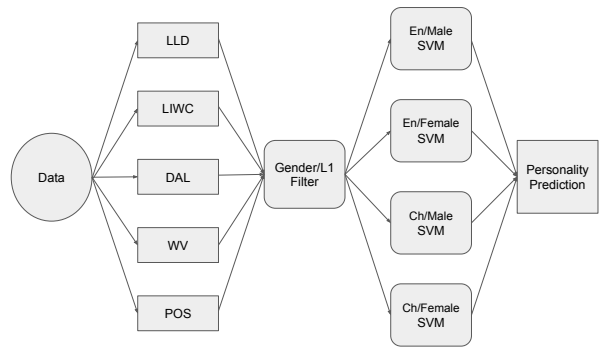 Data
LLD
LIWC
DAL
WV
POS
Gender/L1
Filter
En/Male
SVM
En/Female
SVM
Ch/Male
SVM
Ch/Female
SVM
Personality
Prediction